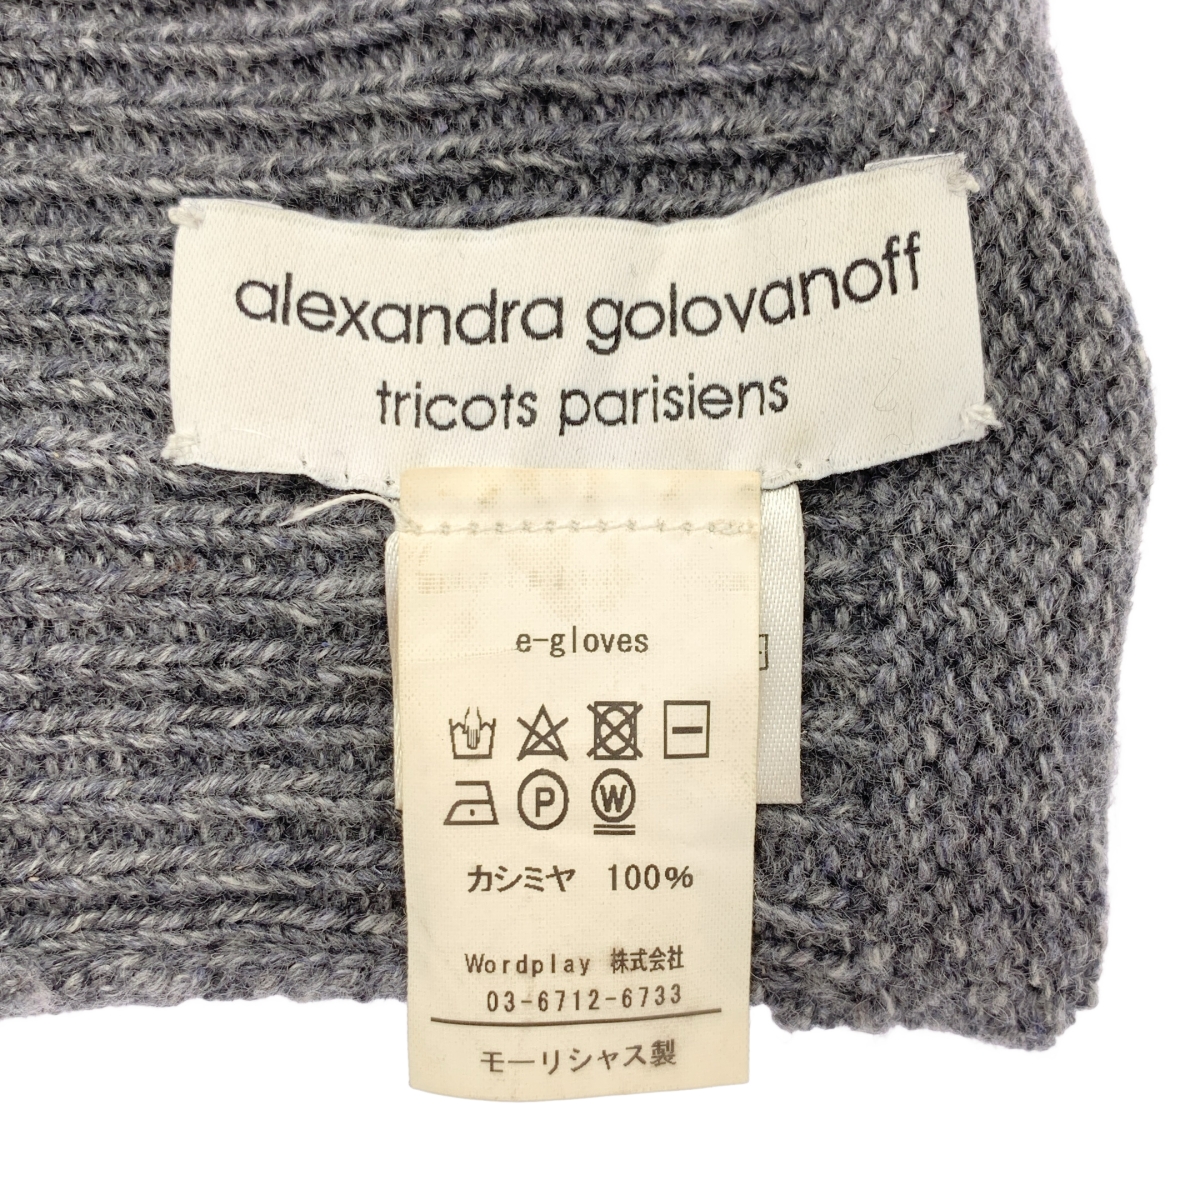 alexandra golovanoff
tricots parisiens
e-gloves
P W
カシミヤ 100%
Wordplay 株式会社
03-6712-6733
モーリシャス製